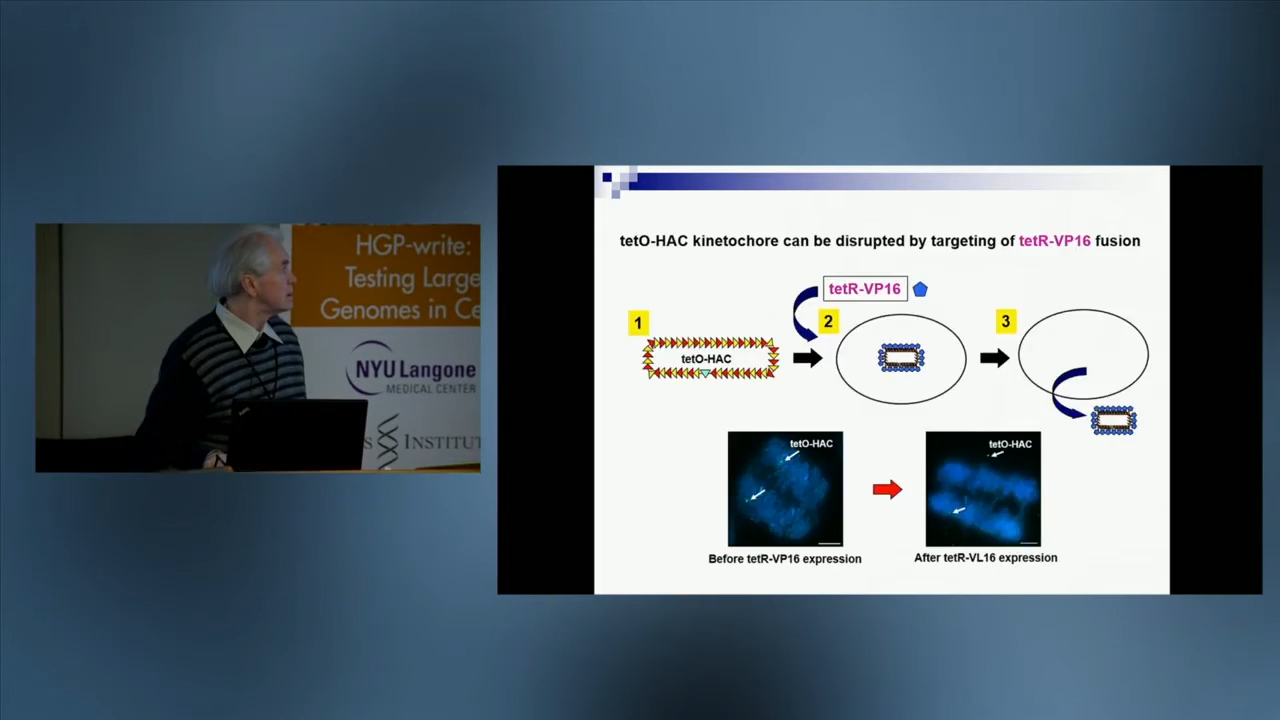 HGP-write:
Testing Large
Genomes in Ce
NYU Langone
MEDICAL CENTER
S INSTITU
tetO-HAC kinetochore can be disrupted by targeting of tetR-VP16 fusion
tetR-VP16
1
2
3
tetO-HAC
tetO-HAC
tetO-HAC
Before tetR-VP16 expression
After tetR-VL16 expression